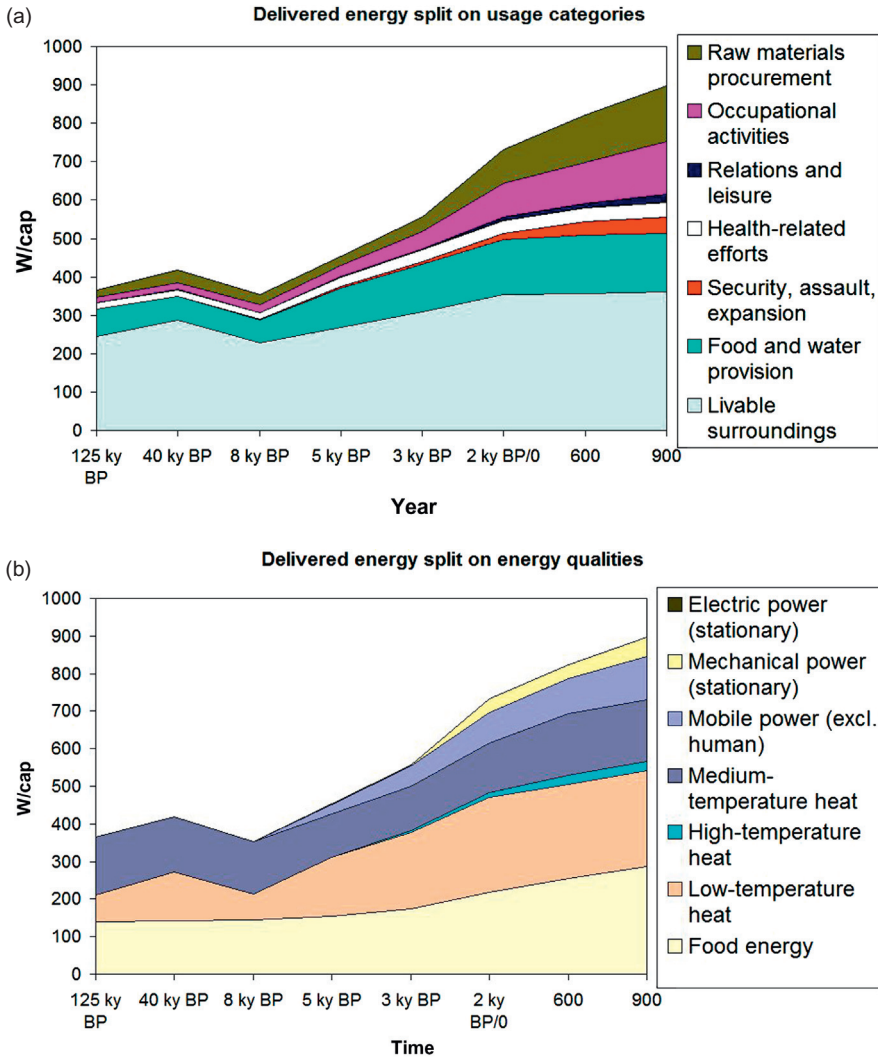 (a)
Delivered energy split on usage categories
1000
900
800
700
600
500
400
300
200
100
0
W/cap
125 ky
BP
40 ky BP
8 ky BP
5 ky BP
3 ky BP
2 ky BP/0
600
900
Year
Raw materials
procurement
Occupational
activities
Relations and
leisure
Health-related
efforts
Security, assault,
expansion
Food and water
provision
Livable
surroundings
(b)
Delivered energy split on energy qualities
1000
900
800
700
600
500
400
300
200
100
0
W/cap
125 ky
BP
40 ky BP
8 ky BP
5 ky BP
3 ky BP
2 ky
BP/0
600
900
Time
Electric power
(stationary)
Mechanical power
(stationary)
Mobile power (excl.
human)
Medium-
temperature heat
High-temperature
heat
Low-temperature
heat
Food energy